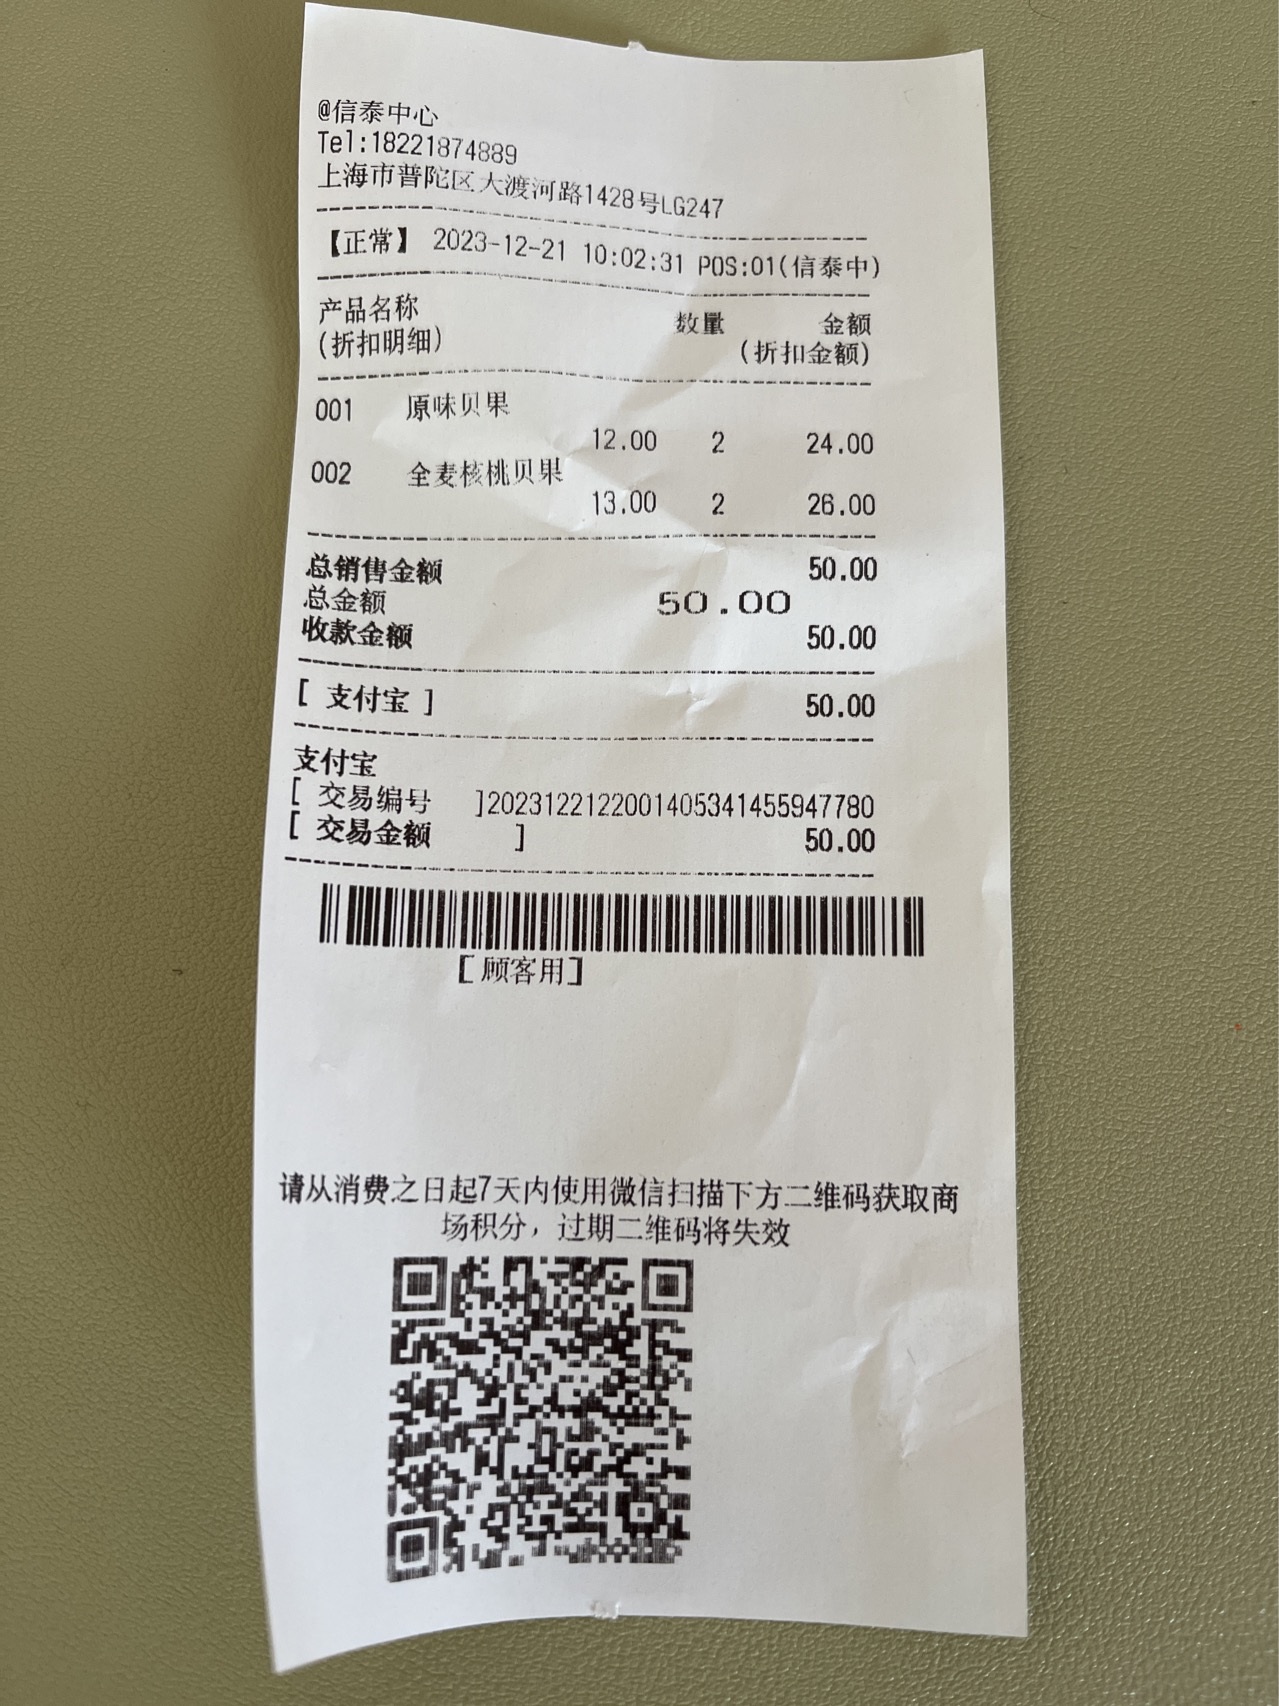 @信泰中心
Tel:18221874889
上海市普陀区大渡河路1428号LG247
【正常】 2023-12-21 10:02:31 POS:01(信泰中)
产品名称 数量 金额
(折扣明细) (折扣金额)
001 原味贝果
12.00 2 24.00
002 全麦核桃贝果
13.00 2 26.00
总销售金额 50.00
总金额 50.00
收款金额 50.00
[ 支付宝 ] 50.00
支付宝
[ 交易编号 ]2023122122001405341455947780
[ 交易金额 ] 50.00
[顾客用]
请从消费之日起7天内使用微信扫描下方二维码获取商
场积分，过期二维码将失效